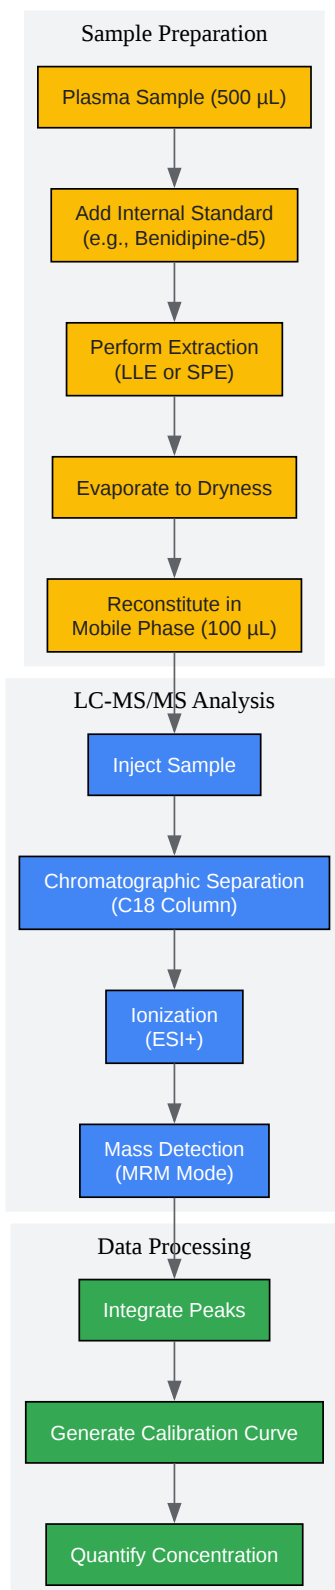 Sample Preparation
Plasma Sample (500 µL)
Add Internal Standard
(e.g., Benidipine-d5)
Perform Extraction
(LLE or SPE)
Evaporate to Dryness
Reconstitute in
Mobile Phase (100 µL)
LC-MS/MS Analysis
Inject Sample
Chromatographic Separation
(C18 Column)
Ionization
(ESI+)
Mass Detection
(MRM Mode)
Data Processing
Integrate Peaks
Generate Calibration Curve
Quantify Concentration